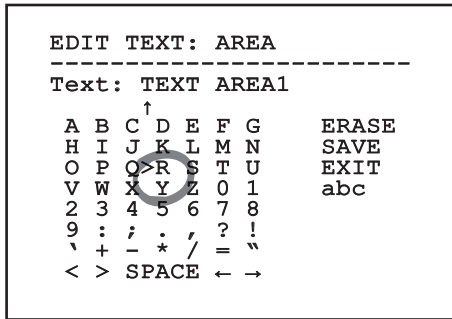 EDIT TEXT: AREA
------------------------
Text: TEXT AREA1
↑
A B C D E F G ERASE
H I J K L M N SAVE
O P Q>R S T U EXIT
V W X Y Z 0 1 abc
2 3 4 5 6 7 8
9 : ; . , ? !
‵ + - * / = ‶
< > SPACE ← →